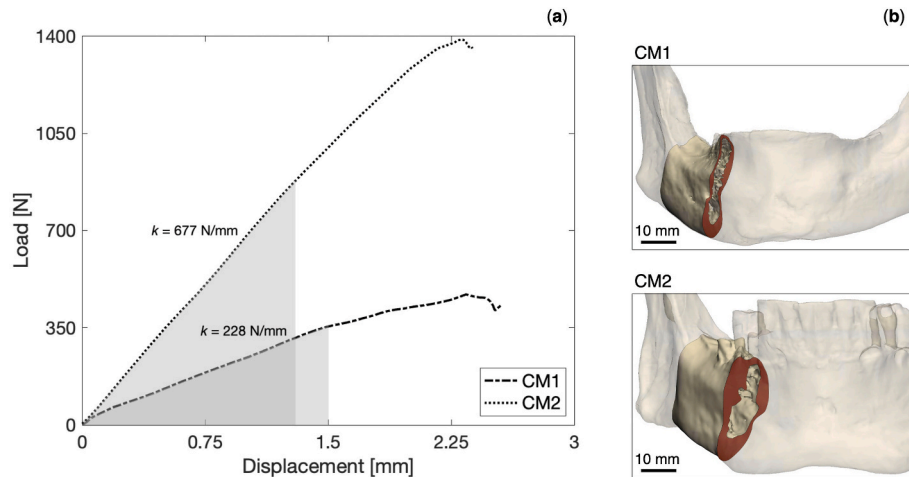 (a)
1400
1050
700
350
0
Load [N]
k = 677 N/mm
k = 228 N/mm
CM1
CM2
0
0.75
1.5
2.25
3
Displacement [mm]
(b)
CM1
10 mm
CM2
10 mm